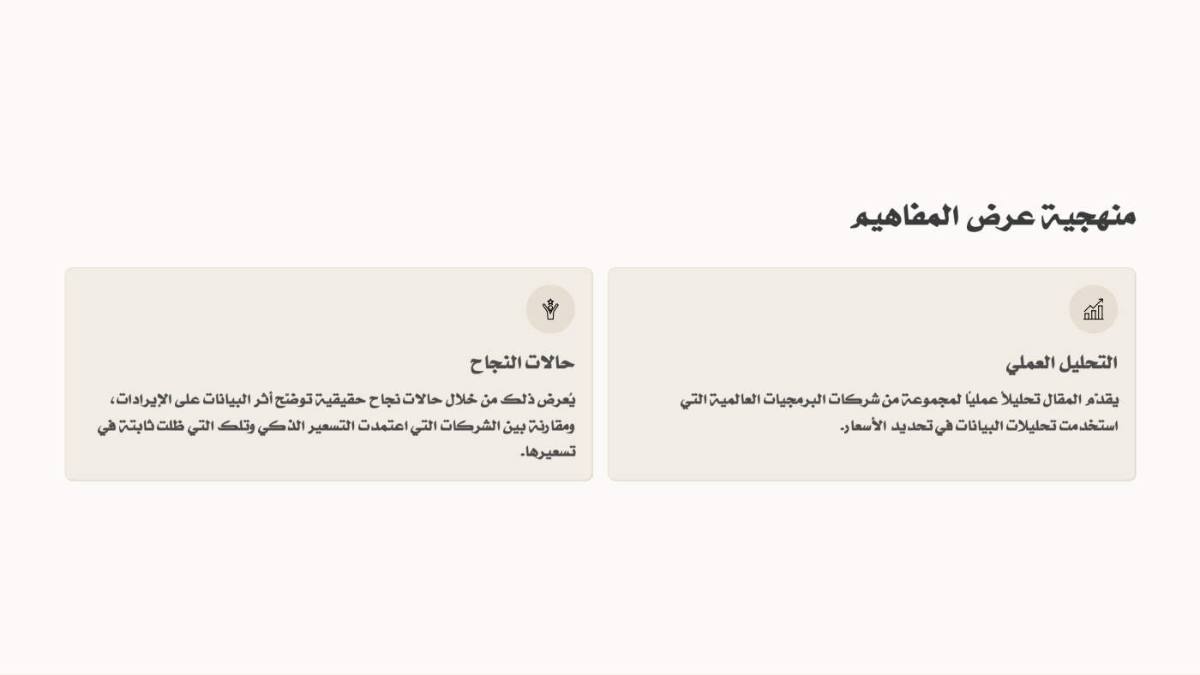 منهجية عرض المفاهيم
التحليل العملي
يقدّم المقال تحليلاً عمليًا لمجموعة من شركات البرمجيات العالمية التي
استخدمت تحليلات البيانات في تحديد الأسعار.
حالات النجاح
يُعرض ذلك من خلال حالات نجاح حقيقية توضّح أثر البيانات على الإيرادات،
ومقارنة بين الشركات التي اعتمدت التسعير الذكي وتلك التي ظلت ثابتة في
تسعيرها.